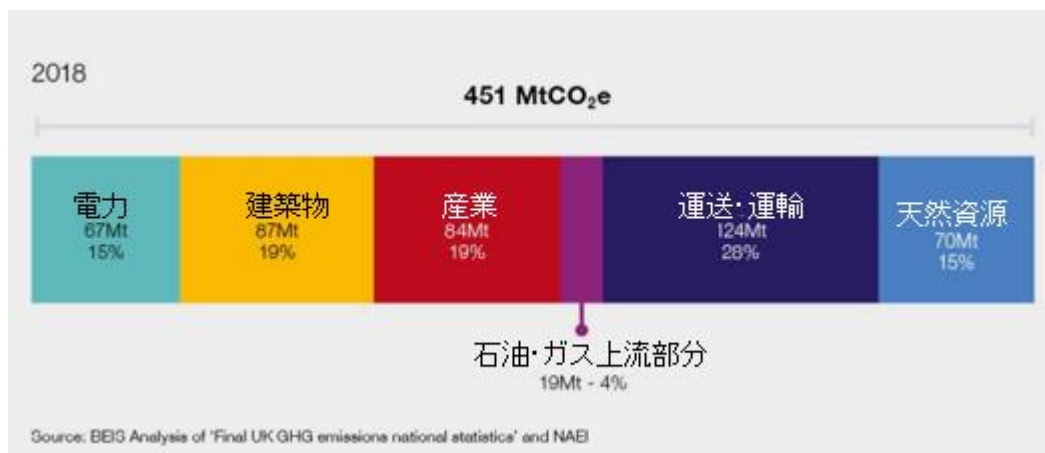 2018
451 MtCO₂e
電力
67Mt
15%
建築物
87Mt
19%
産業
84Mt
19%
運送・運輸
124Mt
28%
天然資源
70Mt
15%
石油・ガス上流部分
19Mt - 4%
Source: BEIS Analysis of 'Final UK GHG emissions national statistics' and NAEI